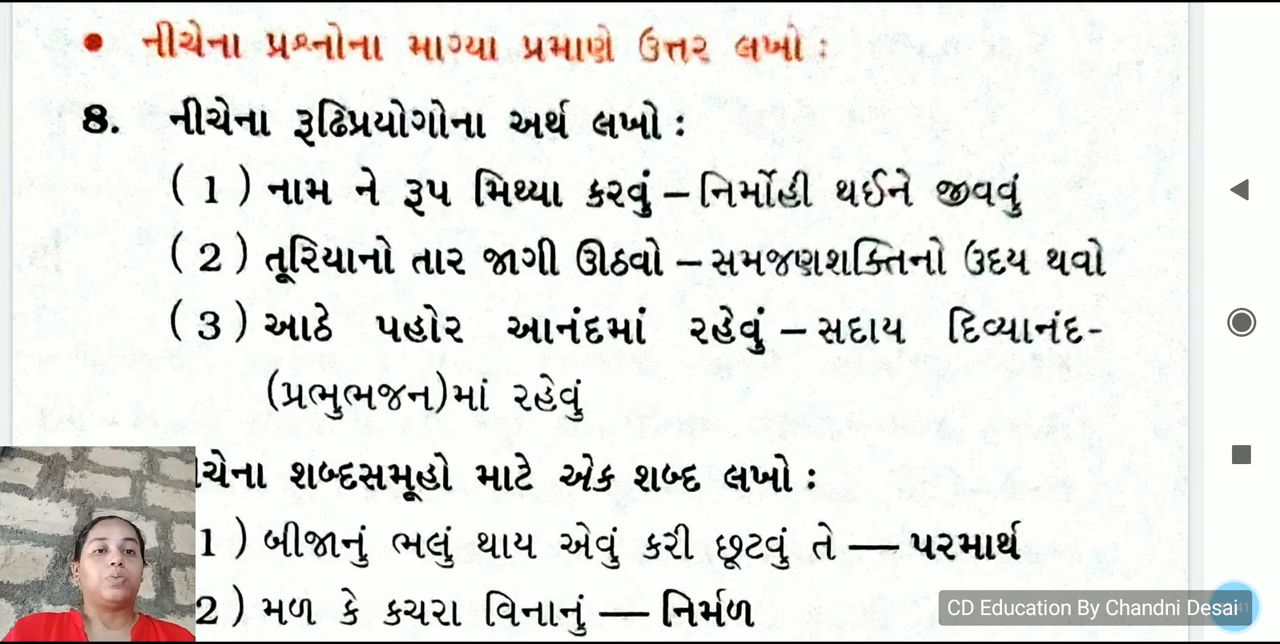 • નીચેના પ્રશ્નોના માગ્યા પ્રમાણે ઉત્તર લખો :
8. નીચેના રૂઢિપ્રયોગોના અર્થ લખો :
( 1 ) નામ ને રૂપ મિથ્યા કરવું – નિર્મોહી થઈને જીવવું
( 2 ) તૂરિયાનો તાર જાગી ઊઠવો – સમજણશક્તિનો ઉદય થવો
( 3 ) આઠે પહોર આનંદમાં રહેવું – સદાય દિવ્યાનંદ-
(પ્રભુભજન)માં રહેવું
ચેના શબ્દસમૂહો માટે એક શબ્દ લખો :
1 ) બીજાનું ભલું થાય એવું કરી છૂટવું તે — પરમાર્થ
2 ) મળ કે કચરા વિનાનું — નિર્મળ
CD Education By Chandni Desai